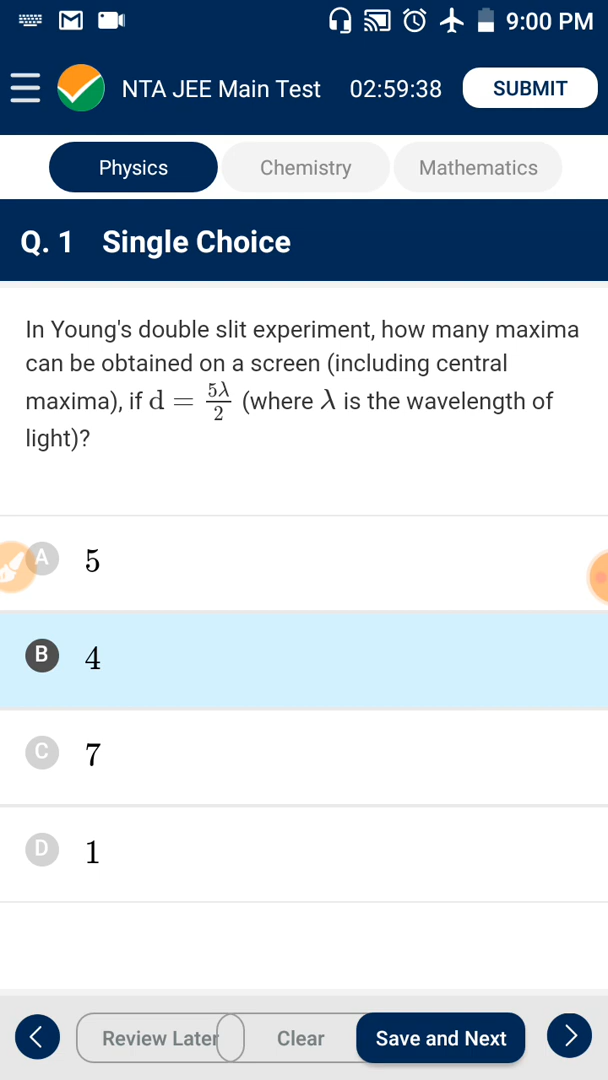 9:00 PM
NTA JEE Main Test 02:59:38 SUBMIT
Physics Chemistry Mathematics
Q. 1 Single Choice
In Young's double slit experiment, how many maxima
can be obtained on a screen (including central
maxima), if d = 5λ/2 (where λ is the wavelength of
light)?
A 5
B 4
C 7
D 1
Review Later Clear Save and Next